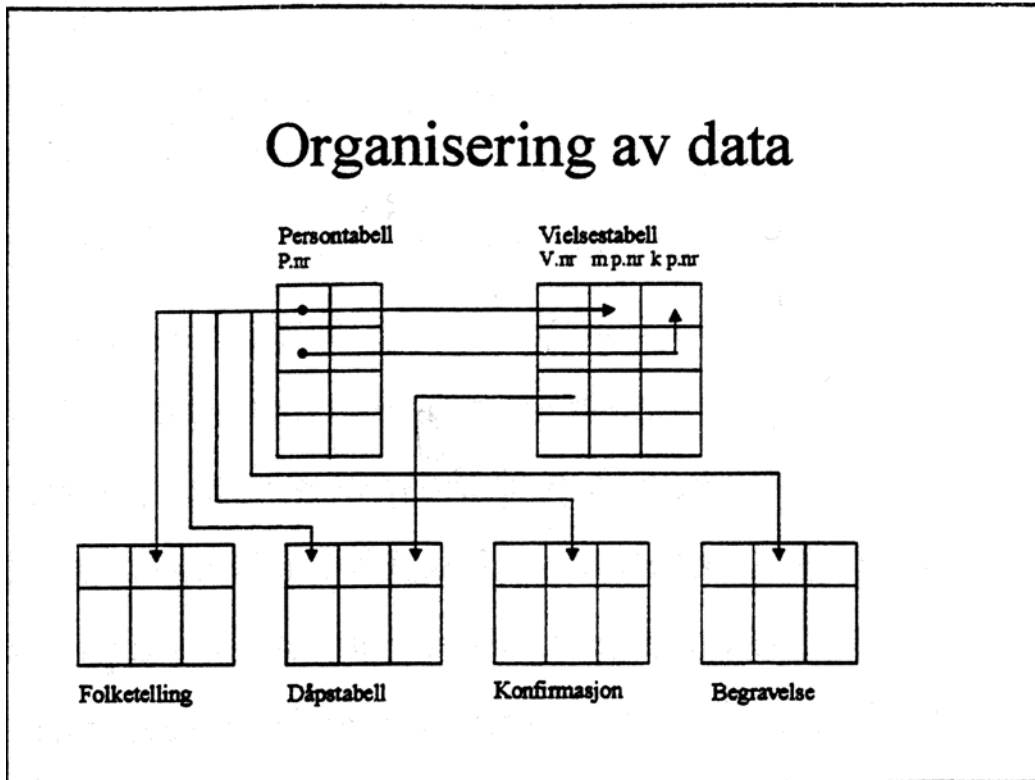 Organisering av data
Persontabell
P.nr
Vielsestabell
V.nr m p.nr k p.nr
Folketelling
Dåpstabell
Konfirmasjon
Begravelse